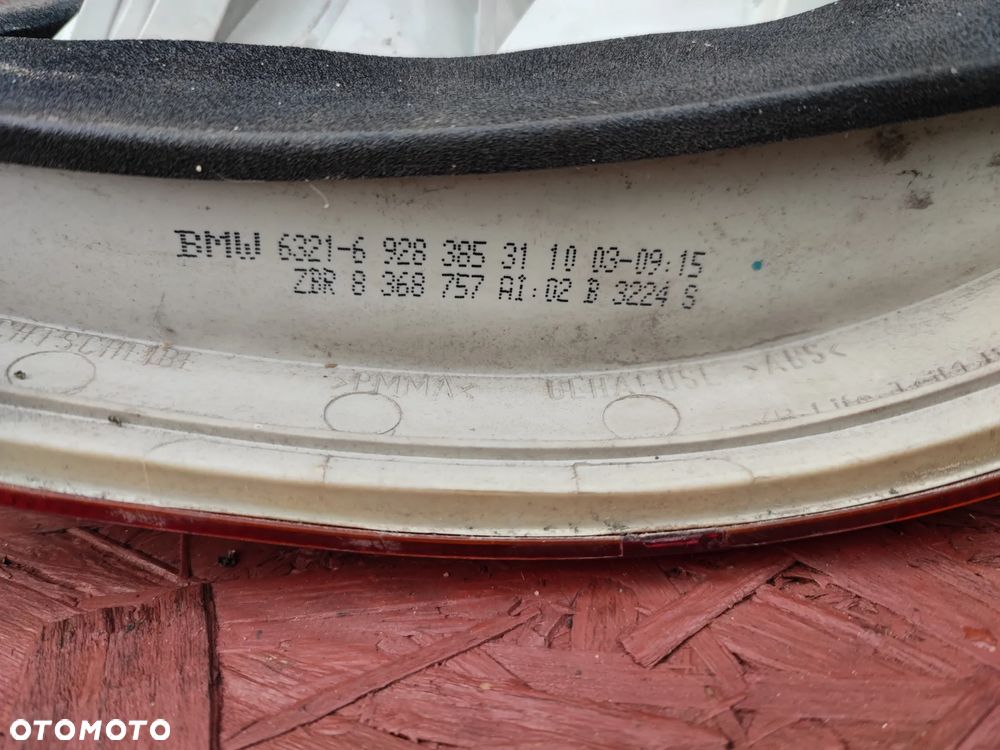 BMW 6321-6 928 385 31 10 03-09:15
ZBR 8 368 757 AI:02 B 3224 S
>PMMA< GEHAEUSE >ABS<
OTOMOTO